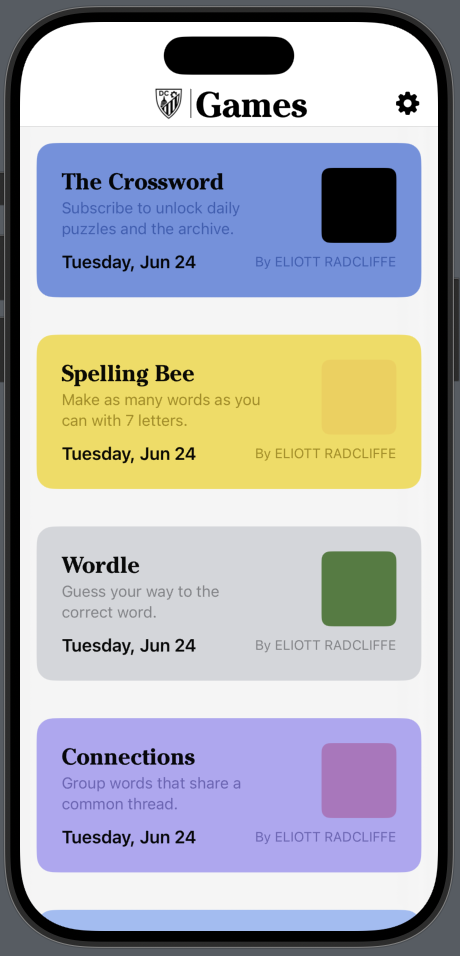 DC
Games
The Crossword
Subscribe to unlock daily
puzzles and the archive.
Tuesday, Jun 24
By ELIOTT RADCLIFFE
Spelling Bee
Make as many words as you
can with 7 letters.
Tuesday, Jun 24
By ELIOTT RADCLIFFE
Wordle
Guess your way to the
correct word.
Tuesday, Jun 24
By ELIOTT RADCLIFFE
Connections
Group words that share a
common thread.
Tuesday, Jun 24
By ELIOTT RADCLIFFE